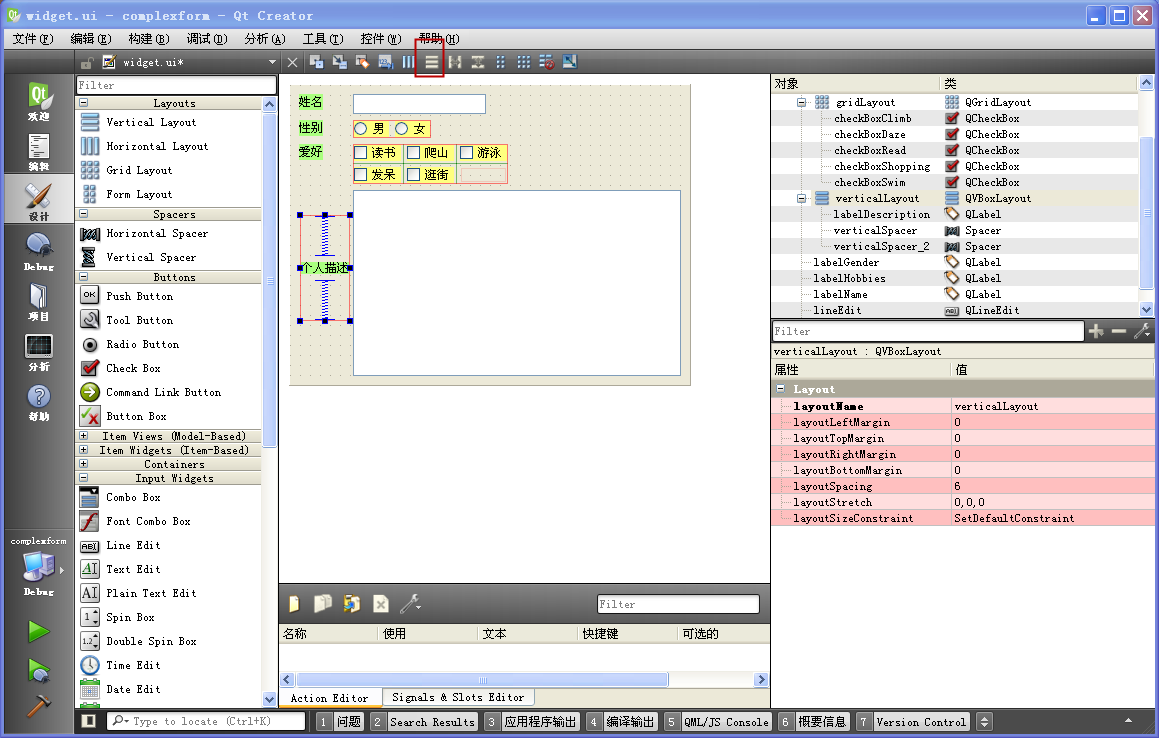 widget.ui - complexform - Qt Creator
文件(F) 编辑(E) 构建(B) 调试(D) 分析(A) 工具(T) 控件(W) 帮助(H)
widget.ui*
欢迎
编辑
设计
Debug
项目
分析
帮助
complexform
Debug
Filter
Layouts
Vertical Layout
Horizontal Layout
Grid Layout
Form Layout
Spacers
Horizontal Spacer
Vertical Spacer
Buttons
OK Push Button
Tool Button
Radio Button
Check Box
Command Link Button
Button Box
Item Views (Model-Based)
Item Widgets (Item-Based)
Containers
Input Widgets
Combo Box
Font Combo Box
ABI Line Edit
AI Text Edit
AI Plain Text Edit
1 Spin Box
1.2 Double Spin Box
Time Edit
Date Edit
姓名
性别 男 女
爱好 读书 爬山 游泳
发呆 逛街
个人描述
Filter
名称 使用 文本 快捷键 可选的
Action Editor Signals & Slots Editor
对象 类
gridLayout QGridLayout
checkBoxClimb QCheckBox
checkBoxDaze QCheckBox
checkBoxRead QCheckBox
checkBoxShopping QCheckBox
checkBoxSwim QCheckBox
verticalLayout QVBoxLayout
labelDescription QLabel
verticalSpacer Spacer
verticalSpacer_2 Spacer
labelGender QLabel
labelHobbies QLabel
labelName QLabel
lineEdit QLineEdit
Filter
verticalLayout : QVBoxLayout
属性 值
Layout
layoutName verticalLayout
layoutLeftMargin 0
layoutTopMargin 0
layoutRightMargin 0
layoutBottomMargin 0
layoutSpacing 6
layoutStretch 0,0,0
layoutSizeConstraint SetDefaultConstraint
Type to locate (Ctrl+K) 1 问题 2 Search Results 3 应用程序输出 4 编译输出 5 QML/JS Console 6 概要信息 7 Version Control